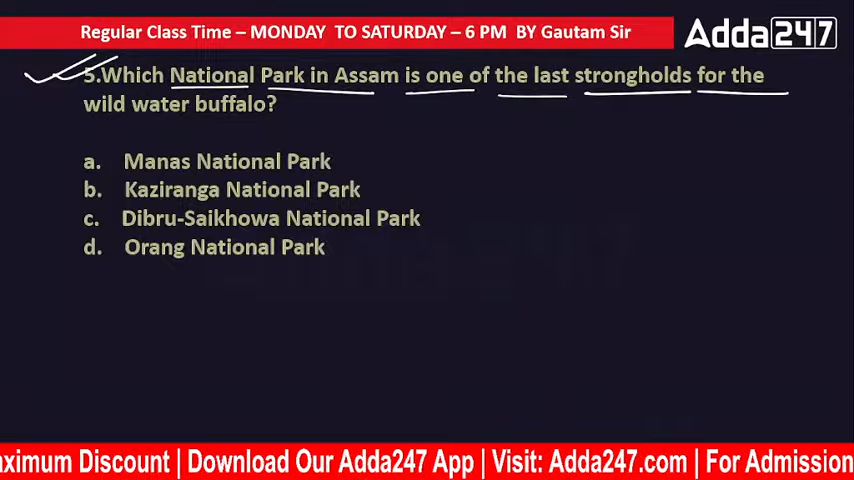 Regular Class Time – MONDAY TO SATURDAY – 6 PM BY Gautam Sir
Adda247
5.Which National Park in Assam is one of the last strongholds for the
wild water buffalo?
a. Manas National Park
b. Kaziranga National Park
c. Dibru-Saikhowa National Park
d. Orang National Park
aximum Discount | Download Our Adda247 App | Visit: Adda247.com | For Admission